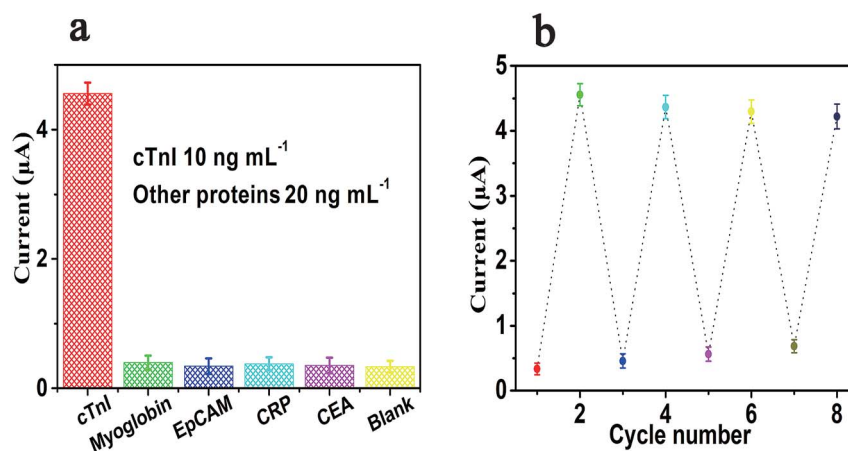 a
Current (µA)
4
2
0
cTnI 10 ng mL⁻¹
Other proteins 20 ng mL⁻¹
cTnI
Myoglobin
EpCAM
CRP
CEA
Blank
b
Current (µA)
5
4
3
2
1
0
2
4
6
8
Cycle number